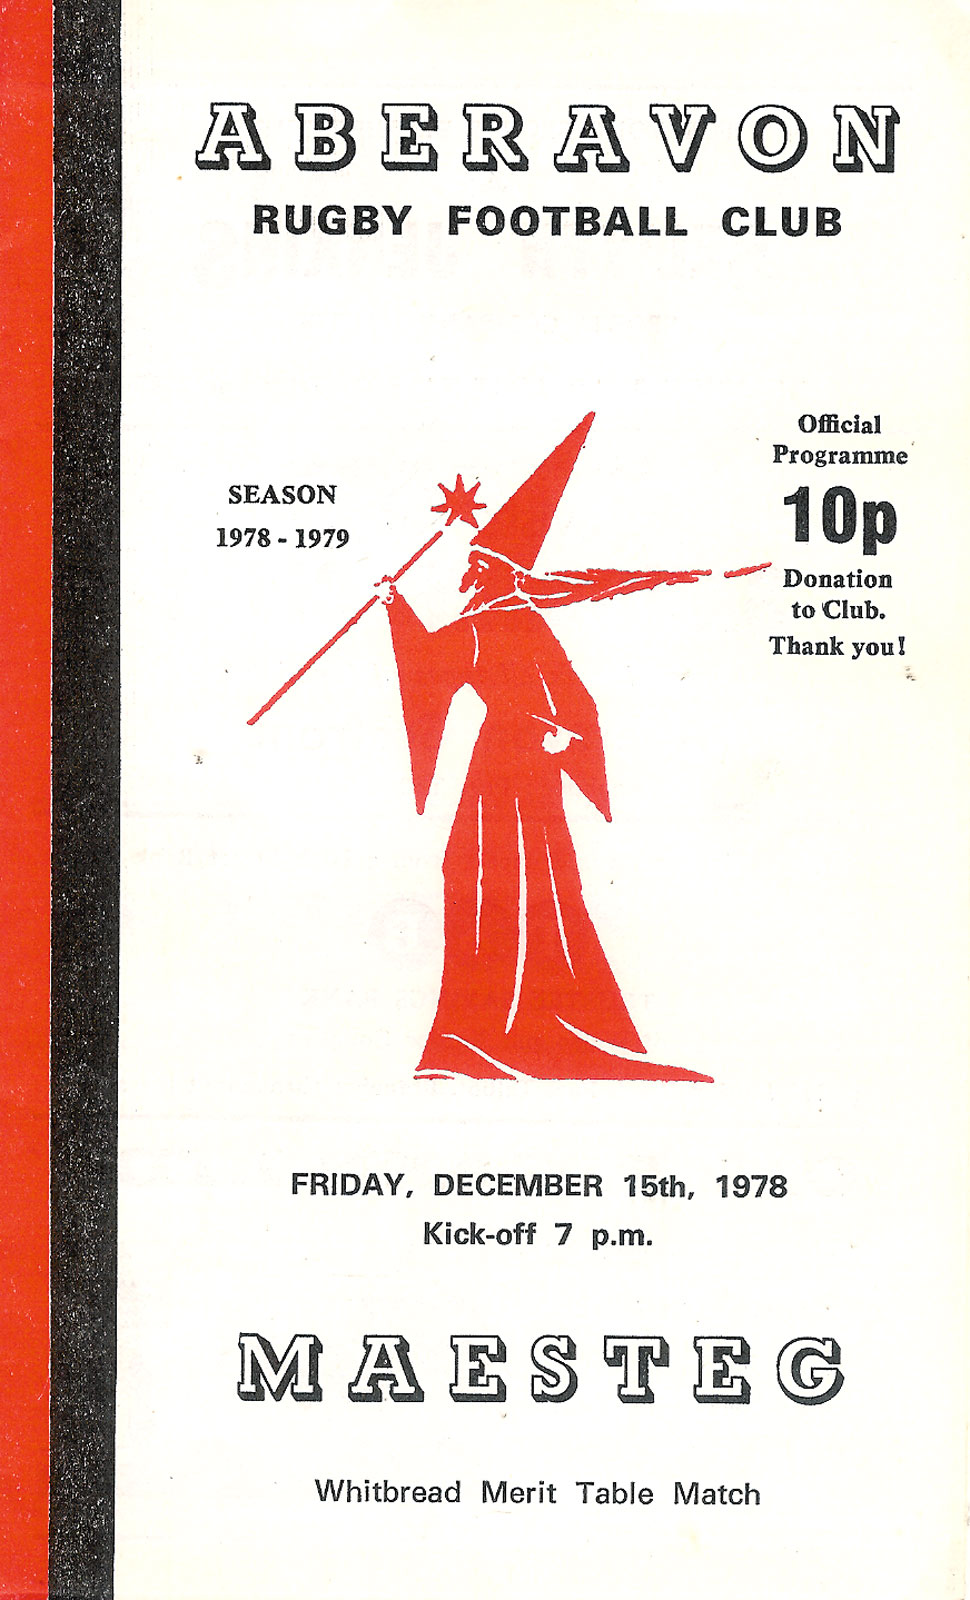 ABERAVON
RUGBY FOOTBALL CLUB
SEASON
1978 - 1979
Official
Programme
10p
Donation
to Club.
Thank you!
FRIDAY, DECEMBER 15th, 1978
Kick-off 7 p.m.
MAESTEG
Whitbread Merit Table Match